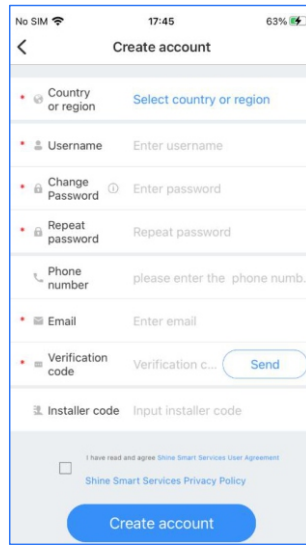 No SIM 17:45 63%
Create account
* Country or region Select country or region
* Username Enter username
* Change Password Enter password
* Repeat password Repeat password
Phone number please enter the phone numb..
* Email Enter email
* Verification code Verification c... Send
Installer code Input installer code
I have read and agree Shine Smart Services User Agreement
Shine Smart Services Privacy Policy
Create account